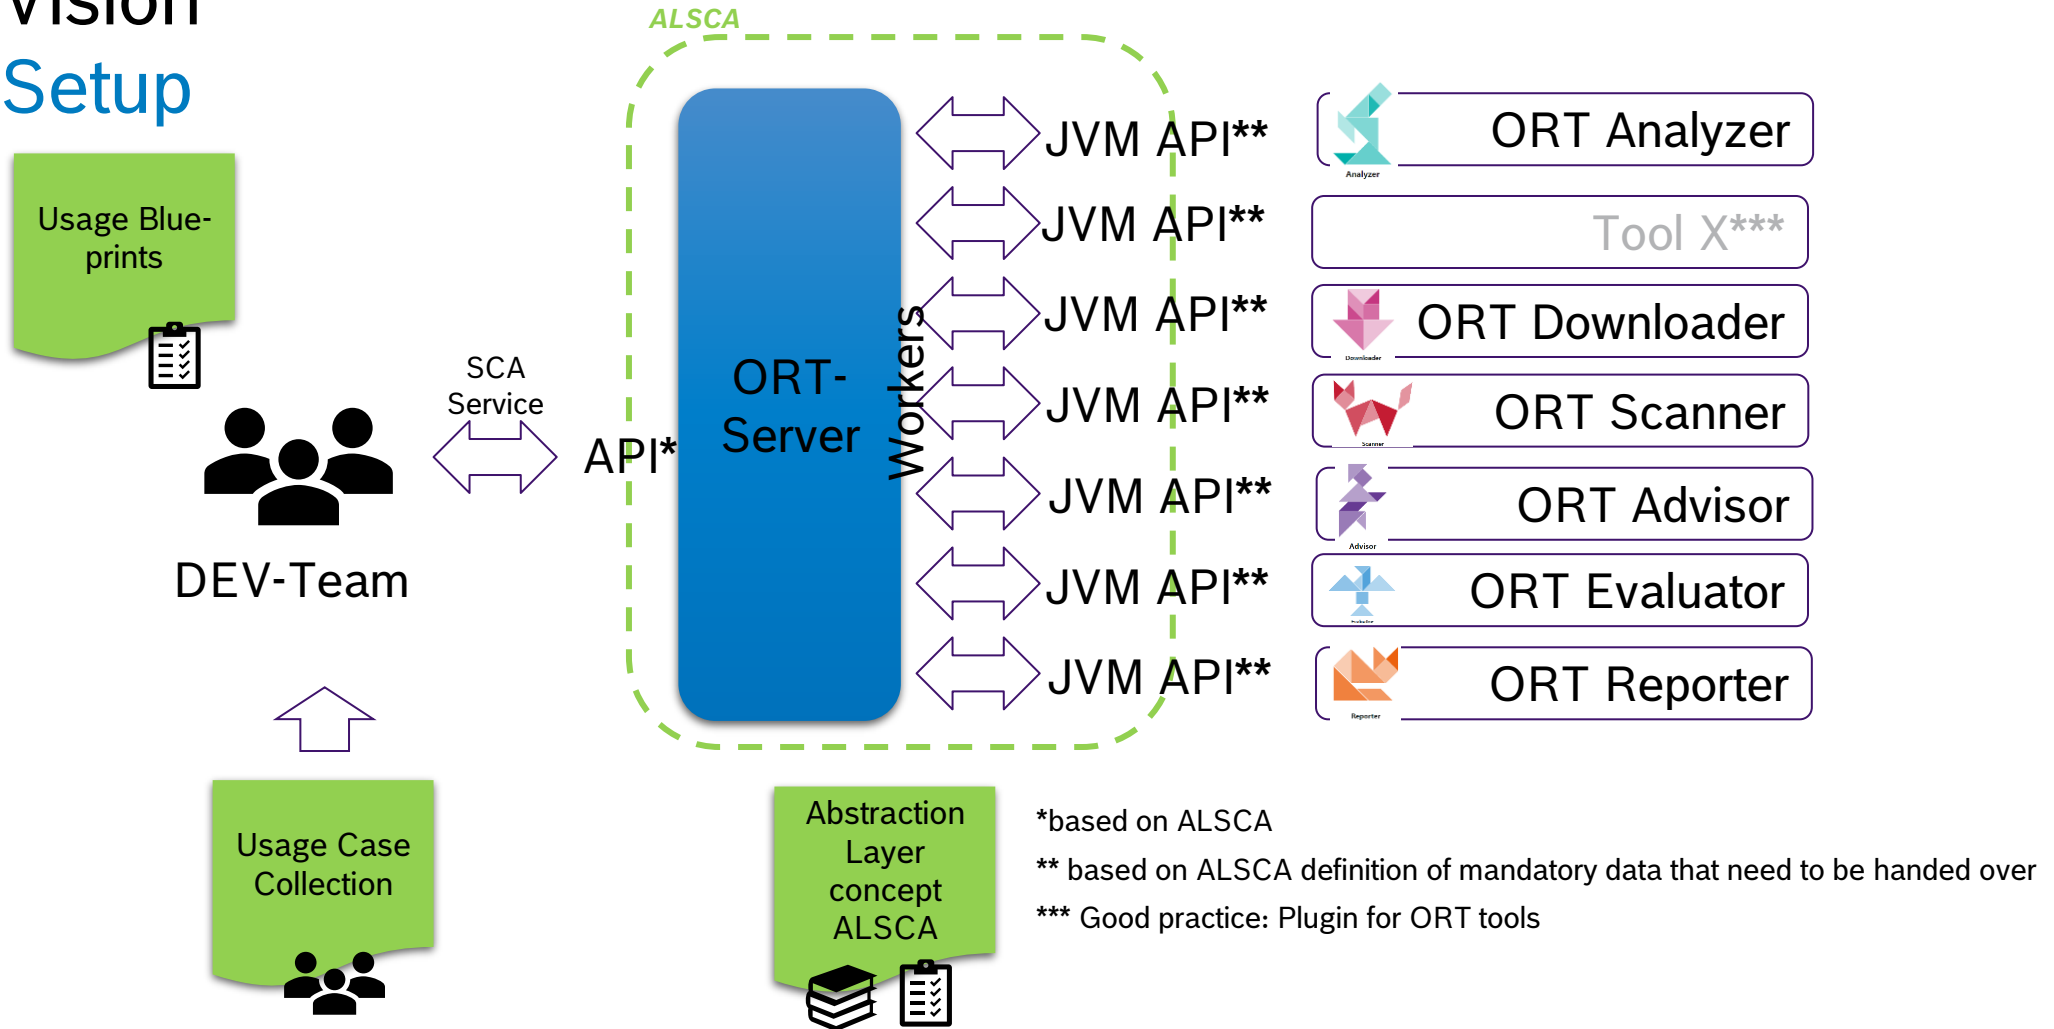 Vision
Setup
ALSCA
Usage Blue-
prints
SCA
Service
API*
DEV-Team
ORT-
Server
Workers
JVM API**
Analyzer
ORT Analyzer
JVM API**
Tool X***
JVM API**
Downloader
ORT Downloader
JVM API**
Scanner
ORT Scanner
JVM API**
Advisor
ORT Advisor
JVM API**
Evaluator
ORT Evaluator
JVM API**
Reporter
ORT Reporter
Usage Case
Collection
Abstraction
Layer
concept
ALSCA
*based on ALSCA
** based on ALSCA definition of mandatory data that need to be handed over
*** Good practice: Plugin for ORT tools